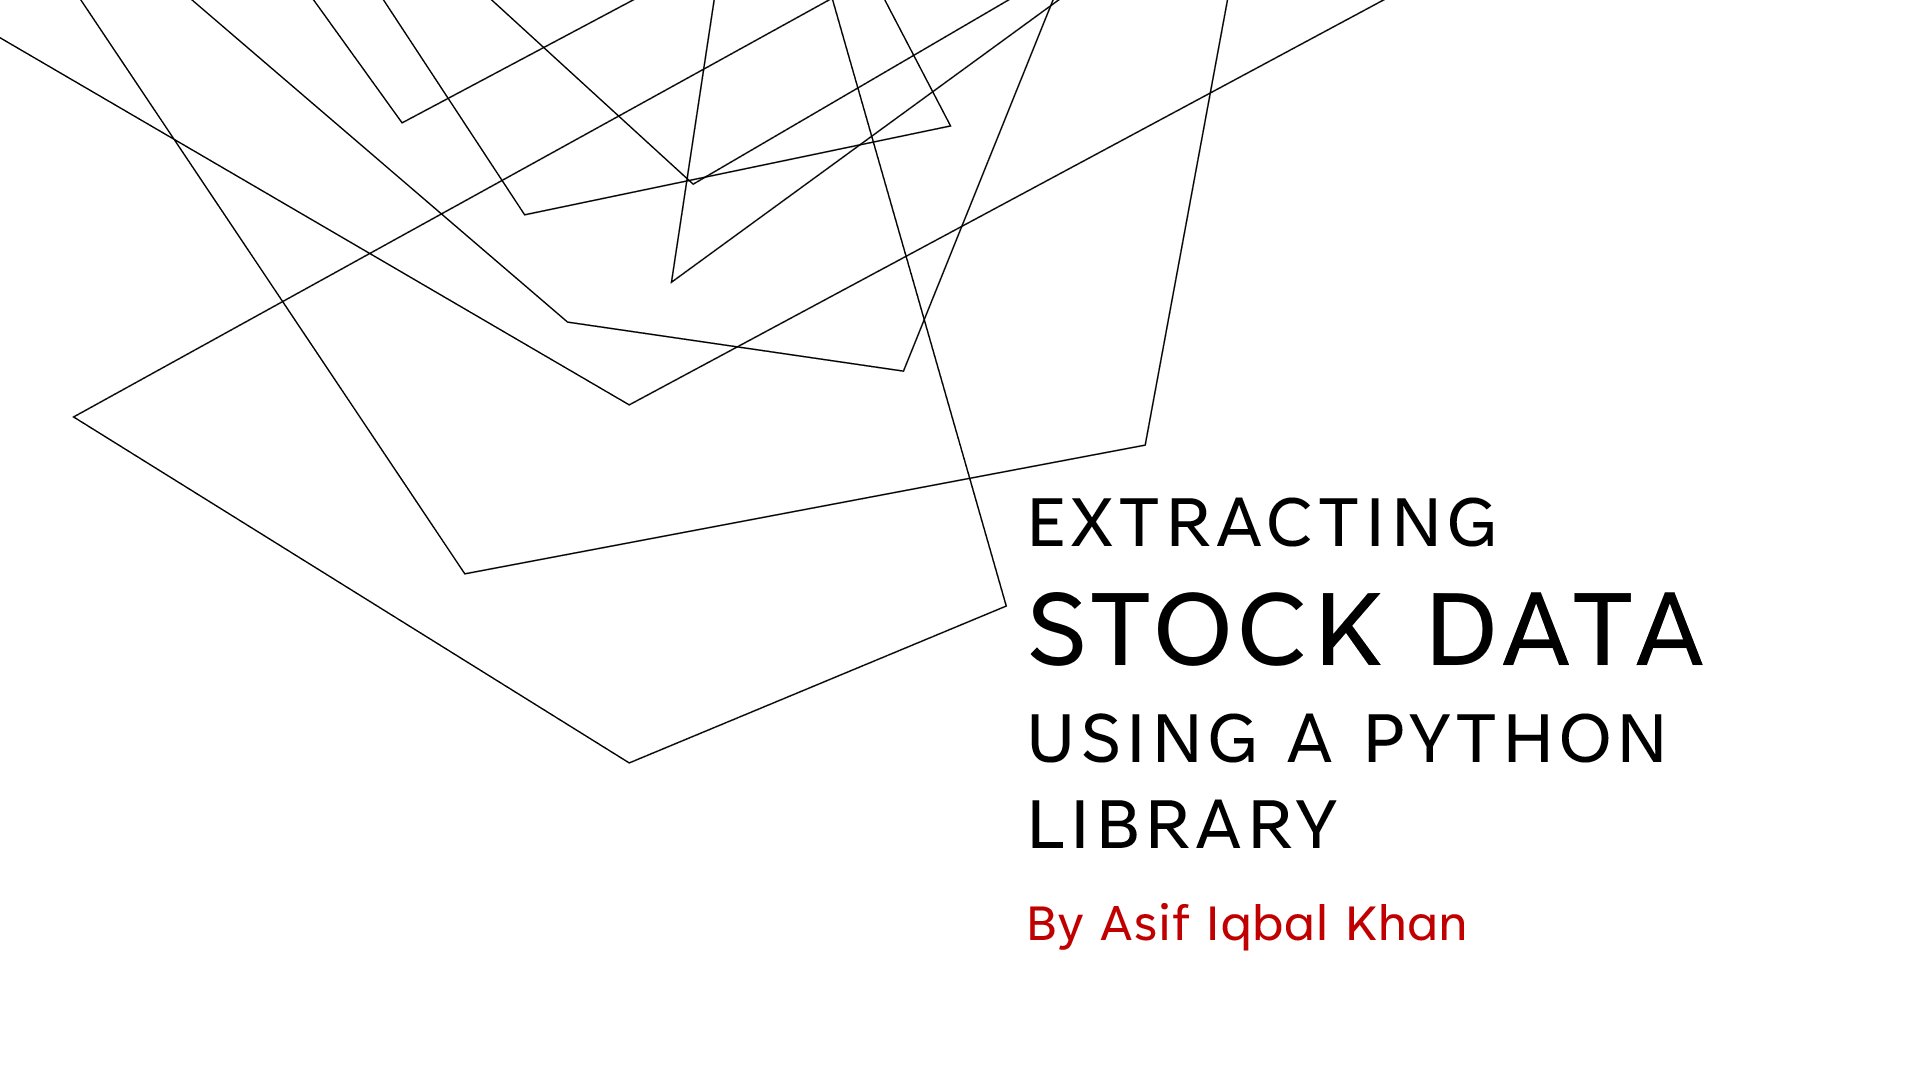 EXTRACTING
STOCK DATA
USING A PYTHON
LIBRARY
By Asif Iqbal Khan